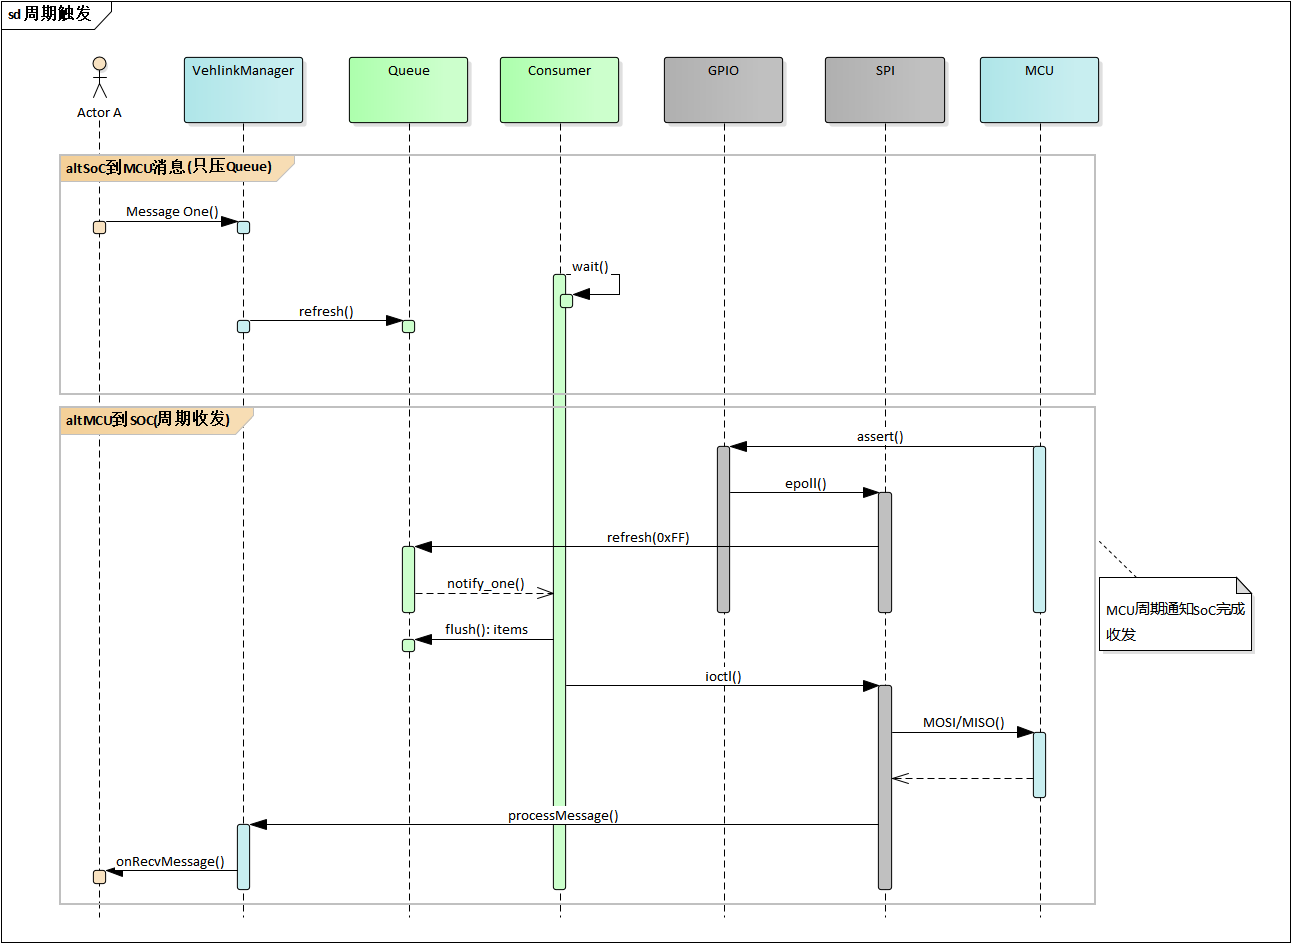 sd 周期触发
Actor A
VehlinkManager
Queue
Consumer
GPIO
SPI
MCU
altSoC到MCU消息(只压Queue)
Message One()
wait()
refresh()
altMCU到SOC(周期收发)
assert()
epoll()
refresh(0xFF)
notify_one()
MCU周期通知SoC完成
收发
flush(): items
ioctl()
MOSI/MISO()
processMessage()
onRecvMessage()